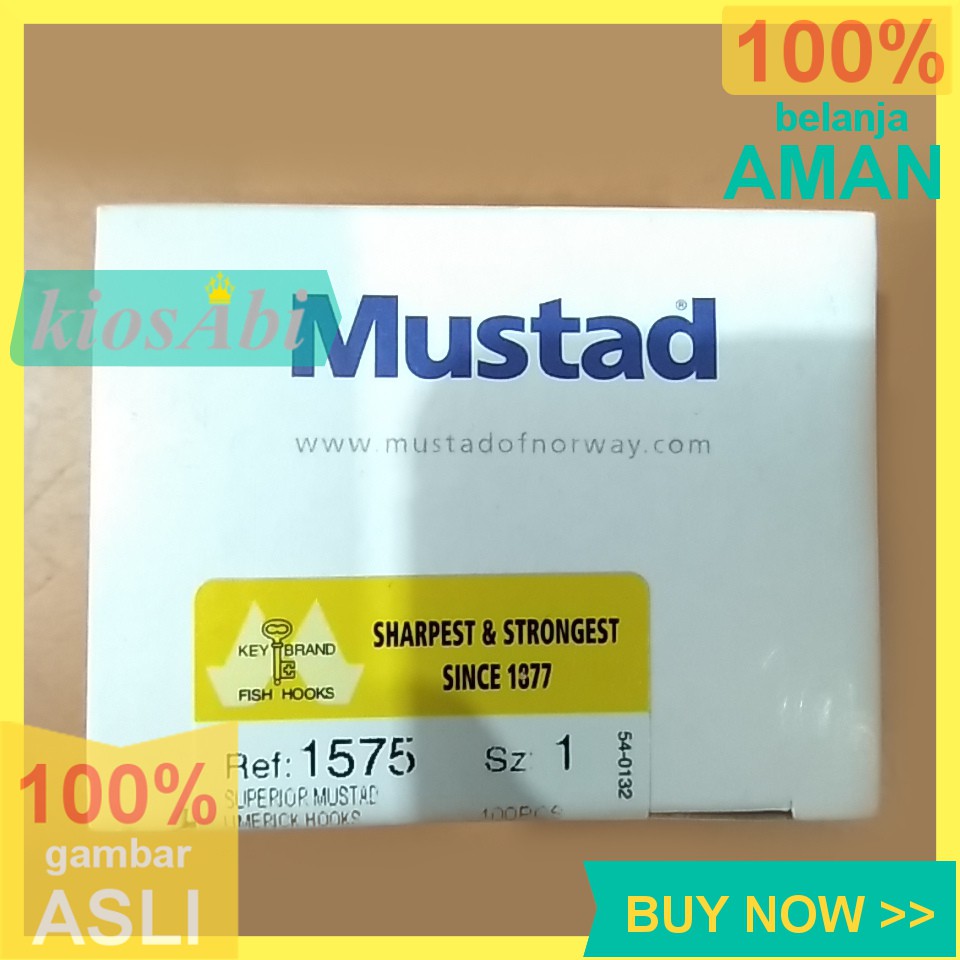 100%
belanja
AMAN
kiosAbi
Mustad®
www.mustadofnorway.com
KEY BRAND
FISH HOOKS
SHARPEST & STRONGEST
SINCE 1877
Ref: 1575 Sz: 1
54-0132
SUPERIOR MUSTAD
LIMERICK HOOKS 100PCS
100%
gambar
ASLI
BUY NOW >>